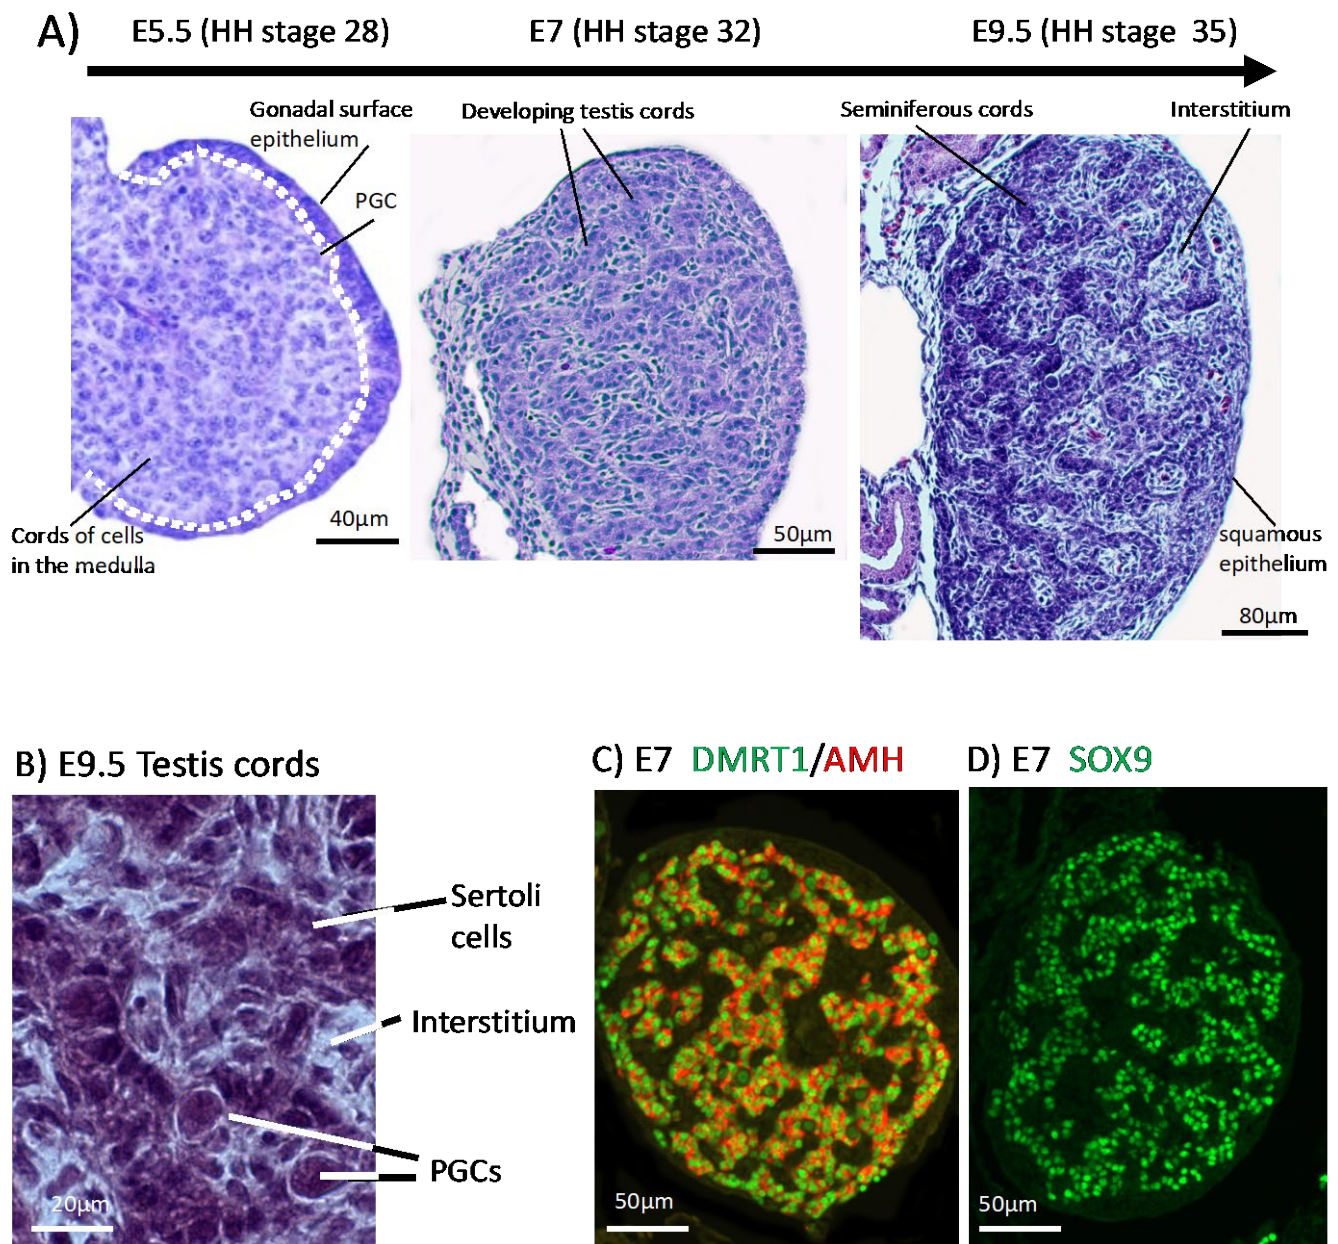 A)
E5.5 (HH stage 28)
E7 (HH stage 32)
E9.5 (HH stage 35)
Gonadal surface
epithelium
PGC
Cords of cells
in the medulla
40μm
Developing testis cords
50μm
Seminiferous cords
Interstitium
squamous
epithelium
80μm
B) E9.5 Testis cords
Sertoli
cells
Interstitium
PGCs
20μm
C) E7 DMRT1/AMH
50μm
D) E7 SOX9
50μm